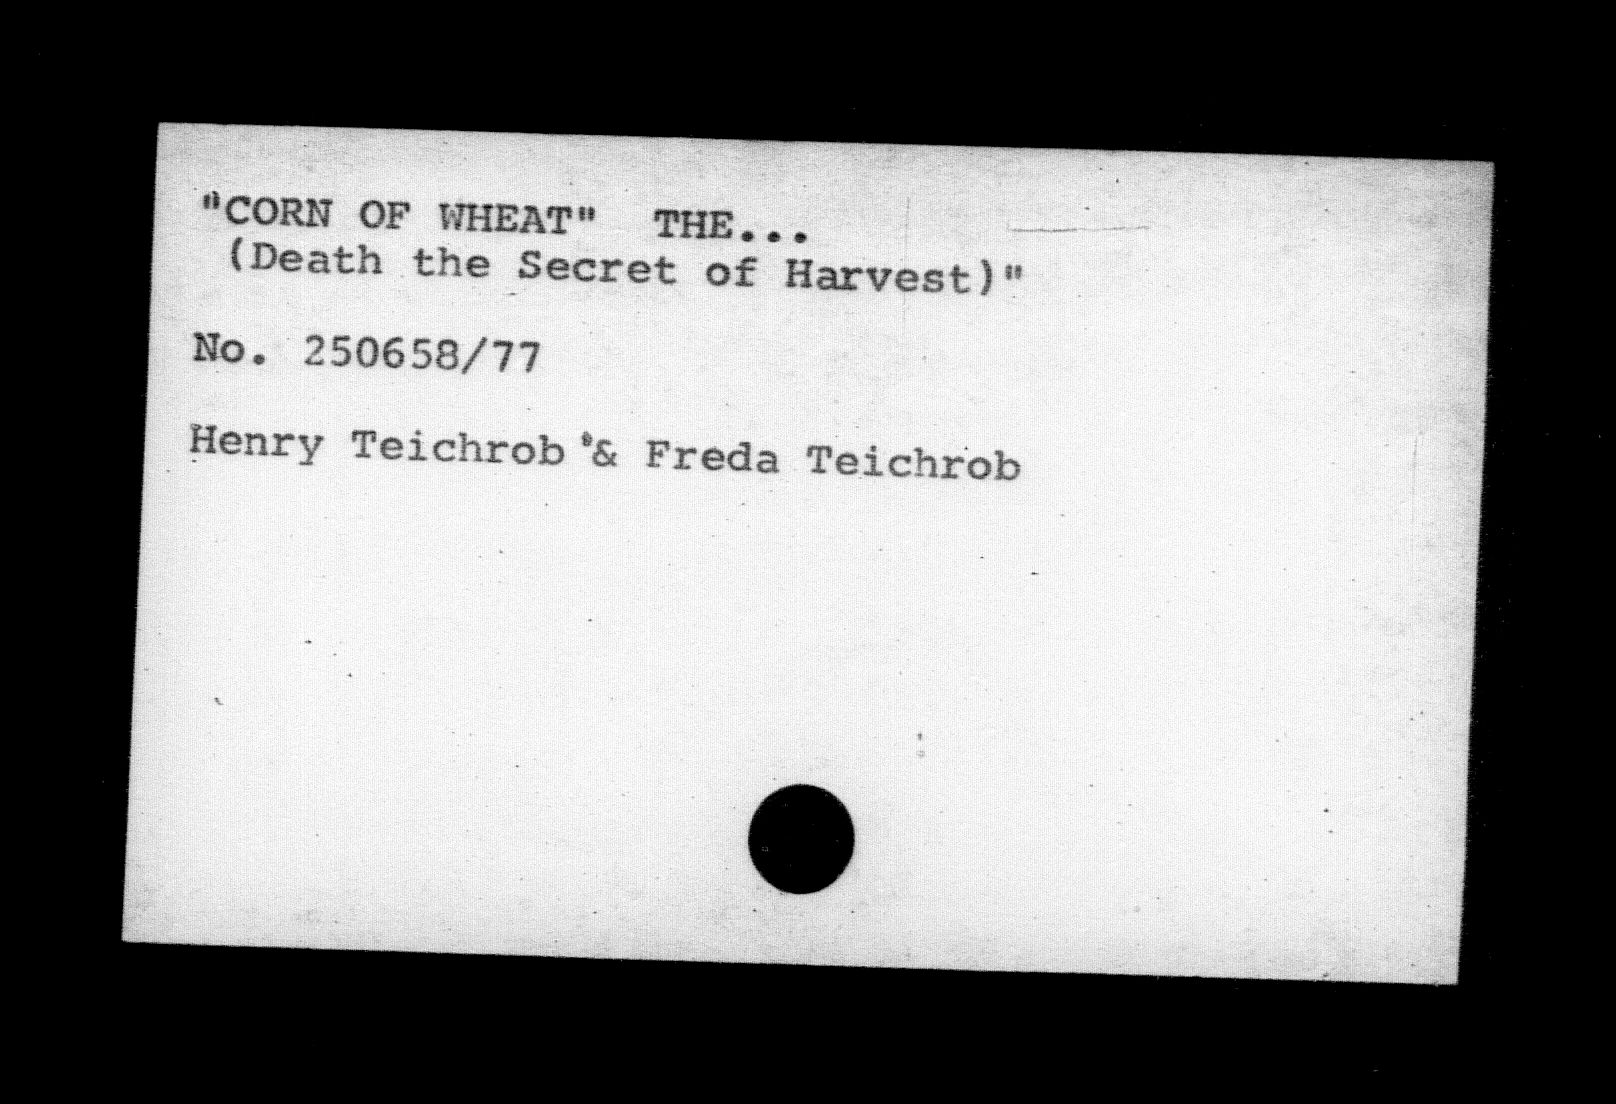 "CORN OF WHEAT" THE...
(Death the Secret of Harvest)"
No. 250658/77
Henry Teichrob & Freda Teichrob